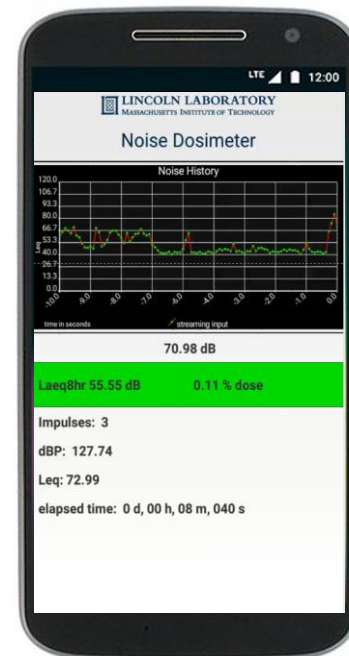 LTE 12:00
LINCOLN LABORATORY
MASSACHUSETTS INSTITUTE OF TECHNOLOGY
Noise Dosimeter
Noise History
120.0
106.7
93.3
80.0
66.7
53.3
40.0
26.7
13.3
0.0
Leq
-10.0 -9.0 -8.0 -7.0 -6.0 -5.0 -4.0 -3.0 -2.0 -1.0 0.0
time in seconds streaming input
70.98 dB
Laeq8hr 55.55 dB 0.11 % dose
Impulses: 3
dBP: 127.74
Leq: 72.99
elapsed time: 0 d, 00 h, 08 m, 040 s